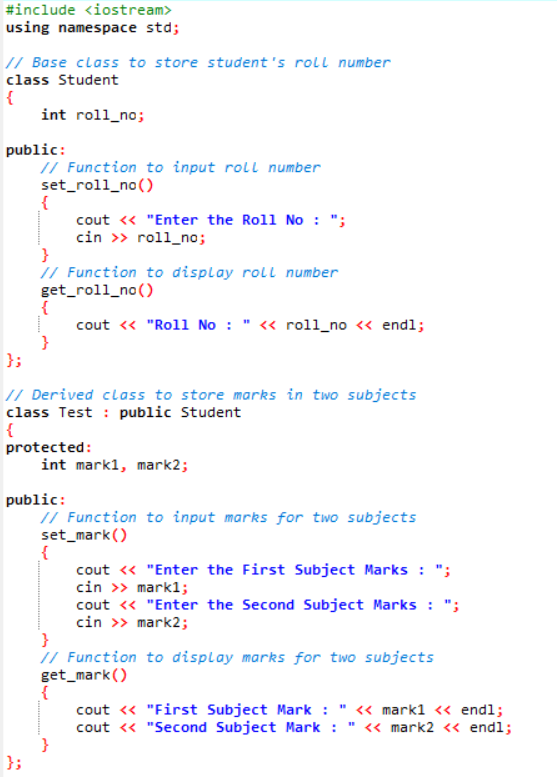 #include <iostream>
using namespace std;

// Base class to store student's roll number
class Student
{
    int roll_no;

public:
    // Function to input roll number
    set_roll_no()
    {
        cout << "Enter the Roll No : ";
        cin >> roll_no;
    }
    // Function to display roll number
    get_roll_no()
    {
        cout << "Roll No : " << roll_no << endl;
    }
};

// Derived class to store marks in two subjects
class Test : public Student
{
protected:
    int mark1, mark2;

public:
    // Function to input marks for two subjects
    set_mark()
    {
        cout << "Enter the First Subject Marks : ";
        cin >> mark1;
        cout << "Enter the Second Subject Marks : ";
        cin >> mark2;
    }
    // Function to display marks for two subjects
    get_mark()
    {
        cout << "First Subject Mark : " << mark1 << endl;
        cout << "Second Subject Mark : " << mark2 << endl;
    }
};